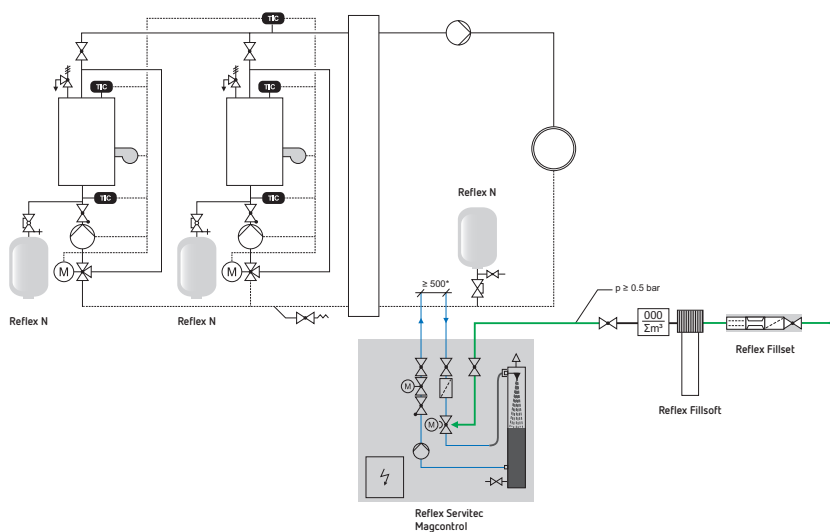 TIC
TIC
TIC
TIC
TIC
M
M
Reflex N
Reflex N
Reflex N
≥ 500*
p ≥ 0.5 bar
000
Σm³
Reflex Fillset
Reflex Fillsoft
M
M
Reflex Servitec
Magcontrol